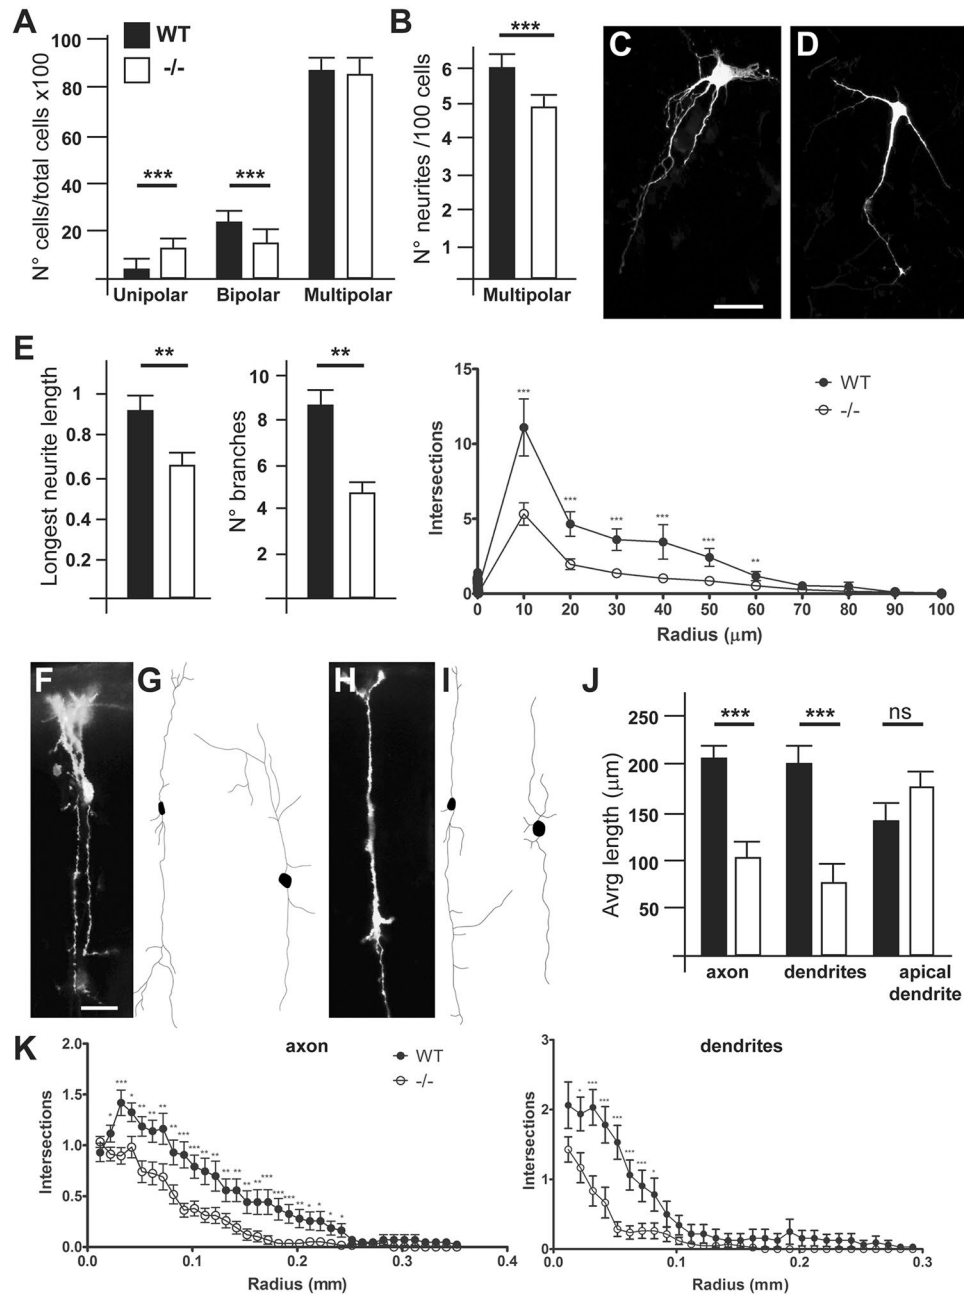 A
WT
-/-
N° cells/total cells x100
100
80
60
40
20
***
***
Unipolar
Bipolar
Multipolar
B
***
N° neurites /100 cells
6
5
4
3
2
1
Multipolar
C
D
E
**
Longest neurite length
1
0.8
0.6
0.4
0.2
**
N° branches
10
8
6
4
2
WT
-/-
Intersections
15
10
5
0
***
***
***
***
***
**
0
10
20
30
40
50
60
70
80
90
100
Radius (μm)
F
G
H
I
J
***
***
ns
Avrg length (μm)
250
200
150
100
50
axon
dendrites
apical
dendrite
K
axon
WT
-/-
Intersections
2.0
1.5
1.0
0.5
0.0
* *** * ** ** ** ** *** *** ** ** ** ** ** ** *** *** *** ** * * * *
0.0
0.1
0.2
0.3
0.4
Radius (mm)
dendrites
Intersections
3
2
1
0
* *** *** *** *** *** *
0.0
0.1
0.2
0.3
Radius (mm)